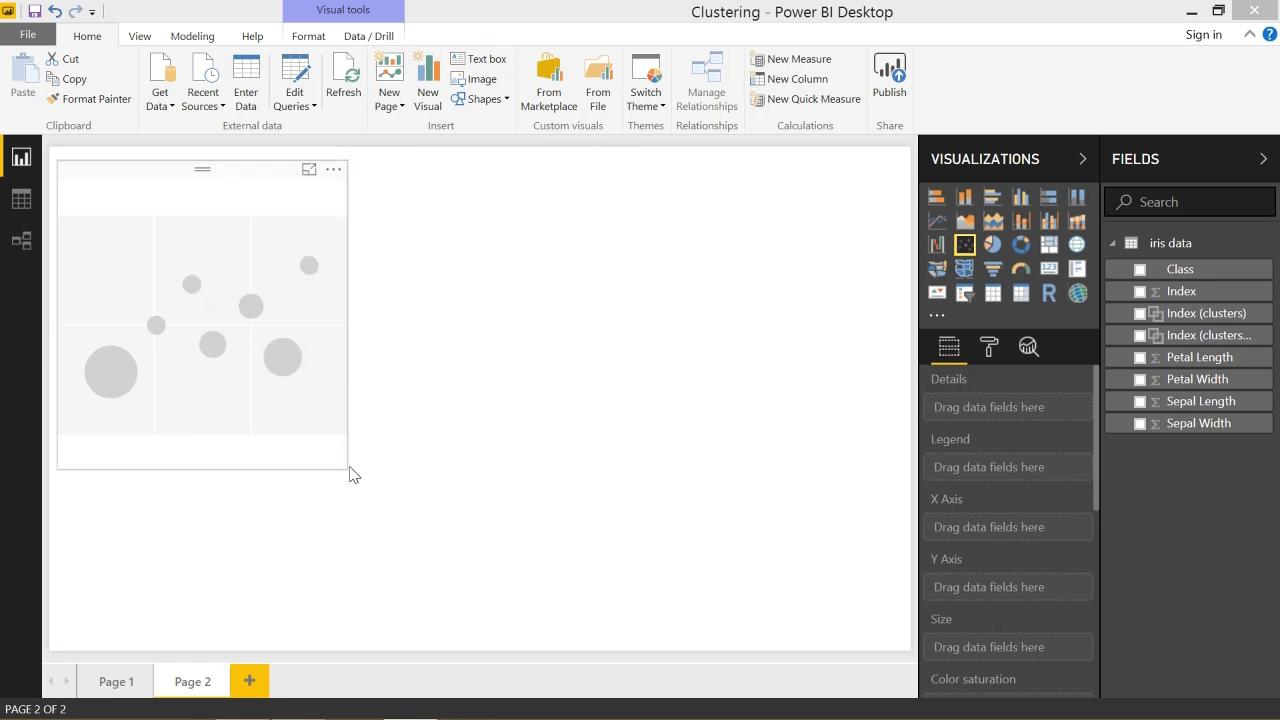 Visual tools
Clustering - Power BI Desktop
File
Home
View
Modeling
Help
Format
Data / Drill
Sign in
Paste
Cut
Copy
Format Painter
Clipboard
Get
Data
Recent
Sources
Enter
Data
External data
Edit
Queries
Refresh
New
Page
New
Visual
Text box
Image
Shapes
Insert
From
Marketplace
From
File
Custom visuals
Switch
Theme
Themes
Manage
Relationships
Relationships
New Measure
New Column
New Quick Measure
Calculations
Publish
Share
VISUALIZATIONS
Details
Drag data fields here
Legend
Drag data fields here
X Axis
Drag data fields here
Y Axis
Drag data fields here
Size
Drag data fields here
Color saturation
FIELDS
Search
iris data
Class
Index
Index (clusters)
Index (clusters...
Petal Length
Petal Width
Sepal Length
Sepal Width
Page 1
Page 2
PAGE 2 OF 2